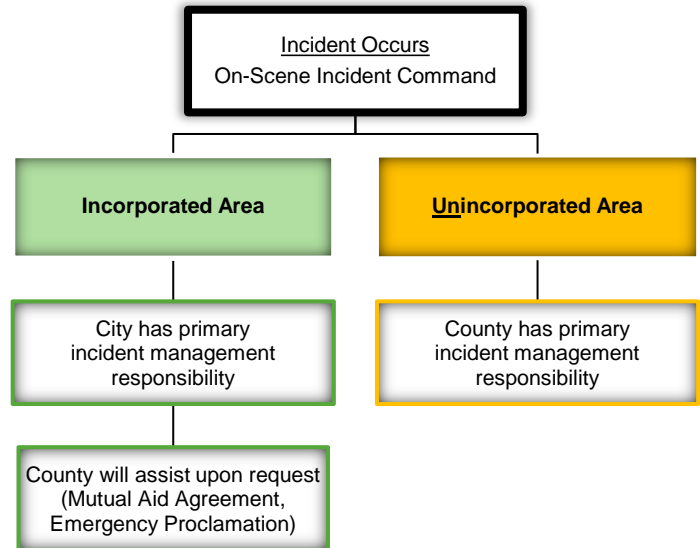 Incident Occurs
On-Scene Incident Command
Incorporated Area
Unincorporated Area
City has primary
incident management
responsibility
County has primary
incident management
responsibility
County will assist upon request
(Mutual Aid Agreement,
Emergency Proclamation)